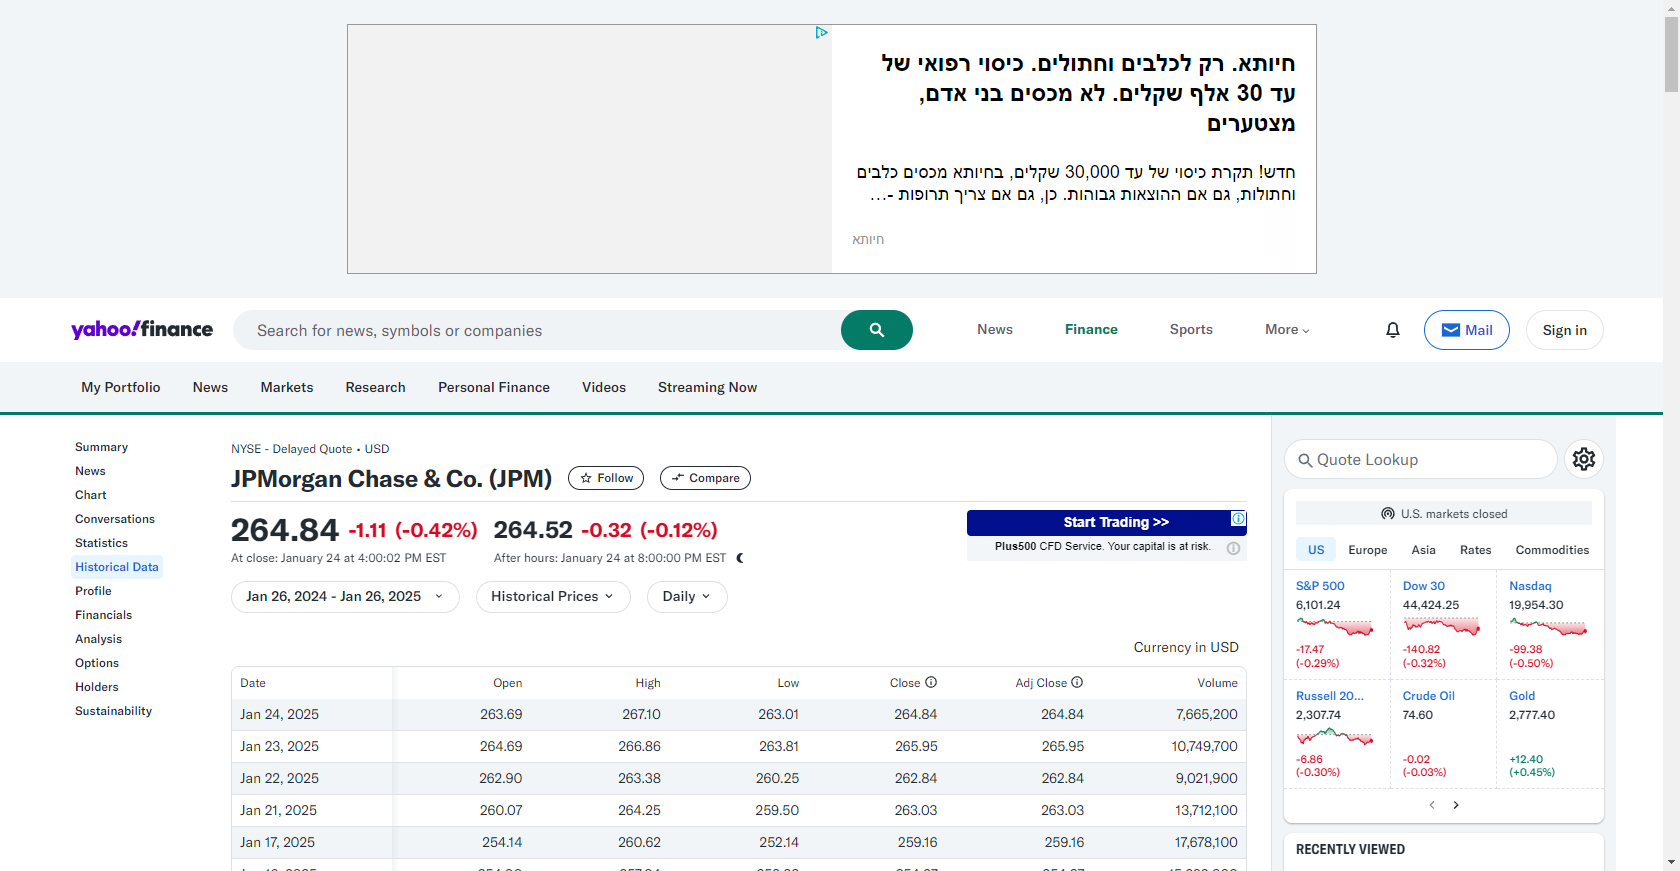 חיותא. רק לכלבים וחתולים. כיסוי רפואי של
עד 30 אלף שקלים. לא מכסים בני אדם,
מצטערים
חדש! תקרת כיסוי של עד 30,000 שקלים, בחיותא מכסים כלבים
וחתולות, גם אם ההוצאות גבוהות. כן, גם אם צריך תרופות -...
חיותא
yahoo!finance
Search for news, symbols or companies
News Finance Sports More
Mail
Sign in
My Portfolio News Markets Research Personal Finance Videos Streaming Now
Summary
News
Chart
Conversations
Statistics
Historical Data
Profile
Financials
Analysis
Options
Holders
Sustainability
NYSE - Delayed Quote • USD
JPMorgan Chase & Co. (JPM)
Follow
Compare
264.84 -1.11 (-0.42%) 264.52 -0.32 (-0.12%)
At close: January 24 at 4:00:02 PM EST After hours: January 24 at 8:00:00 PM EST
Start Trading >>
Plus500 CFD Service. Your capital is at risk.
Jan 26, 2024 - Jan 26, 2025
Historical Prices
Daily
Currency in USD
Date Open High Low Close Adj Close Volume
Jan 24, 2025 263.69 267.10 263.01 264.84 264.84 7,665,200
Jan 23, 2025 264.69 266.86 263.81 265.95 265.95 10,749,700
Jan 22, 2025 262.90 263.38 260.25 262.84 262.84 9,021,900
Jan 21, 2025 260.07 264.25 259.50 263.03 263.03 13,712,100
Jan 17, 2025 254.14 260.62 252.14 259.16 259.16 17,678,100
Quote Lookup
U.S. markets closed
US Europe Asia Rates Commodities
S&P 500 Dow 30 Nasdaq
6,101.24 44,424.25 19,954.30
-17.47 -140.82 -99.38
(-0.29%) (-0.32%) (-0.50%)
Russell 20... Crude Oil Gold
2,307.74 74.60 2,777.40
-6.86 -0.02 +12.40
(-0.30%) (-0.03%) (+0.45%)
RECENTLY VIEWED